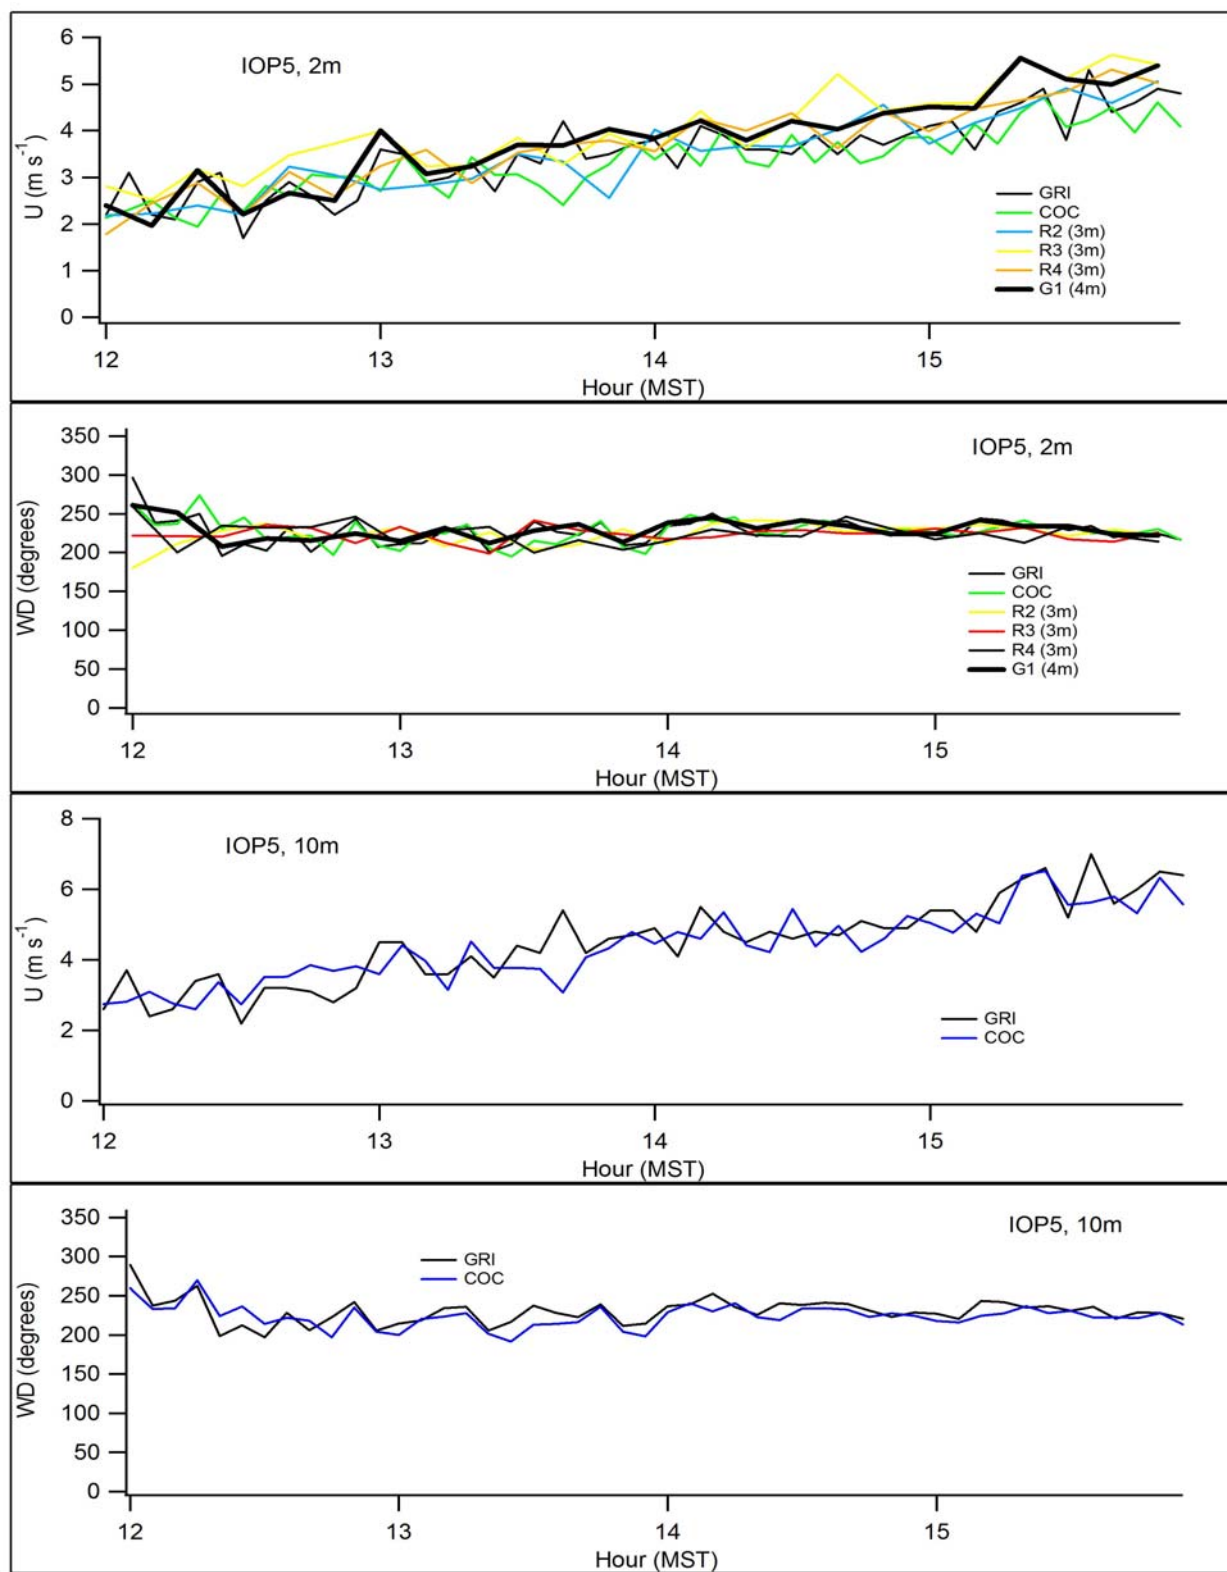 IOP5, 2m
U (m s-1)
6
5
4
3
2
1
0
GRI
COC
R2 (3m)
R3 (3m)
R4 (3m)
G1 (4m)
12 13 14 15
Hour (MST)
IOP5, 2m
WD (degrees)
350
300
250
200
150
100
50
0
GRI
COC
R2 (3m)
R3 (3m)
R4 (3m)
G1 (4m)
12 13 14 15
Hour (MST)
IOP5, 10m
U (m s-1)
8
6
4
2
0
GRI
COC
12 13 14 15
Hour (MST)
IOP5, 10m
WD (degrees)
350
300
250
200
150
100
50
0
GRI
COC
12 13 14 15
Hour (MST)